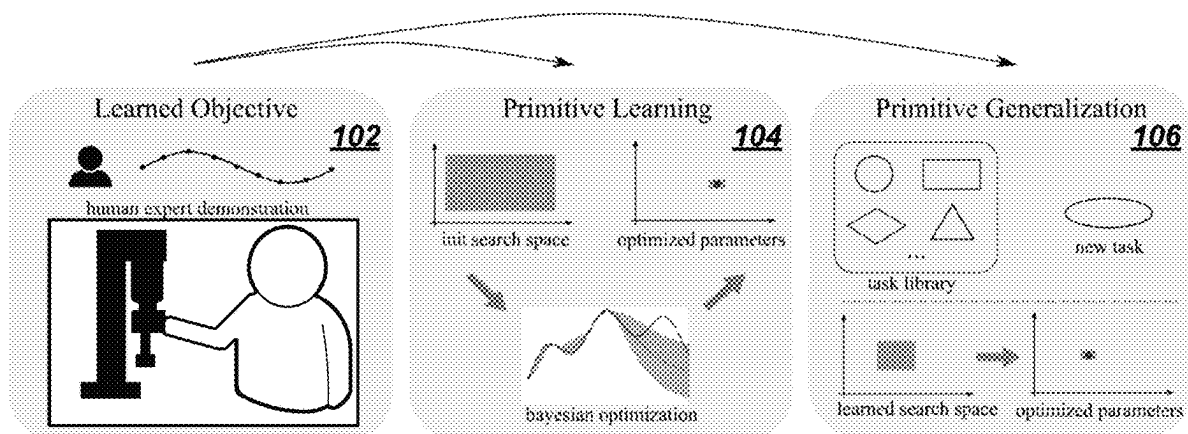 Learned Objective
102
human expert demonstration
Primitive Learning
104
init search space
optimized parameters
bayesian optimization
Primitive Generalization
106
...
task library
new task
learned search space
optimized parameters